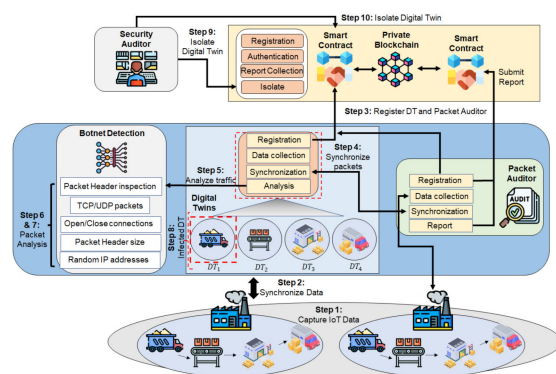 Security
Auditor
Step 9:
Isolate
Digital Twin
Step 10: Isolate Digital Twin
Registration
Authentication
Report Collection
Isolate
Smart
Contract
Private
Blockchain
Smart
Contract
Submit
Report
Step 3: Register DT and Packet Auditor
Botnet Detection
Packet Header inspection
TCP/UDP packets
Open/Close connections
Packet Header size
Random IP addresses
Step 6
& 7:
Packet
Analysis
Step 5:
Analyze traffic
Registration
Data collection
Synchronization
Analysis
Step 4:
Synchronize
packets
Digital
Twins
Step 8:
Infected DT
DT1
DT2
DT3
DT4
Packet
Auditor
Registration
Data collection
Synchronization
Report
AUDIT
Step 2:
Synchronize Data
Step 1:
Capture IoT Data